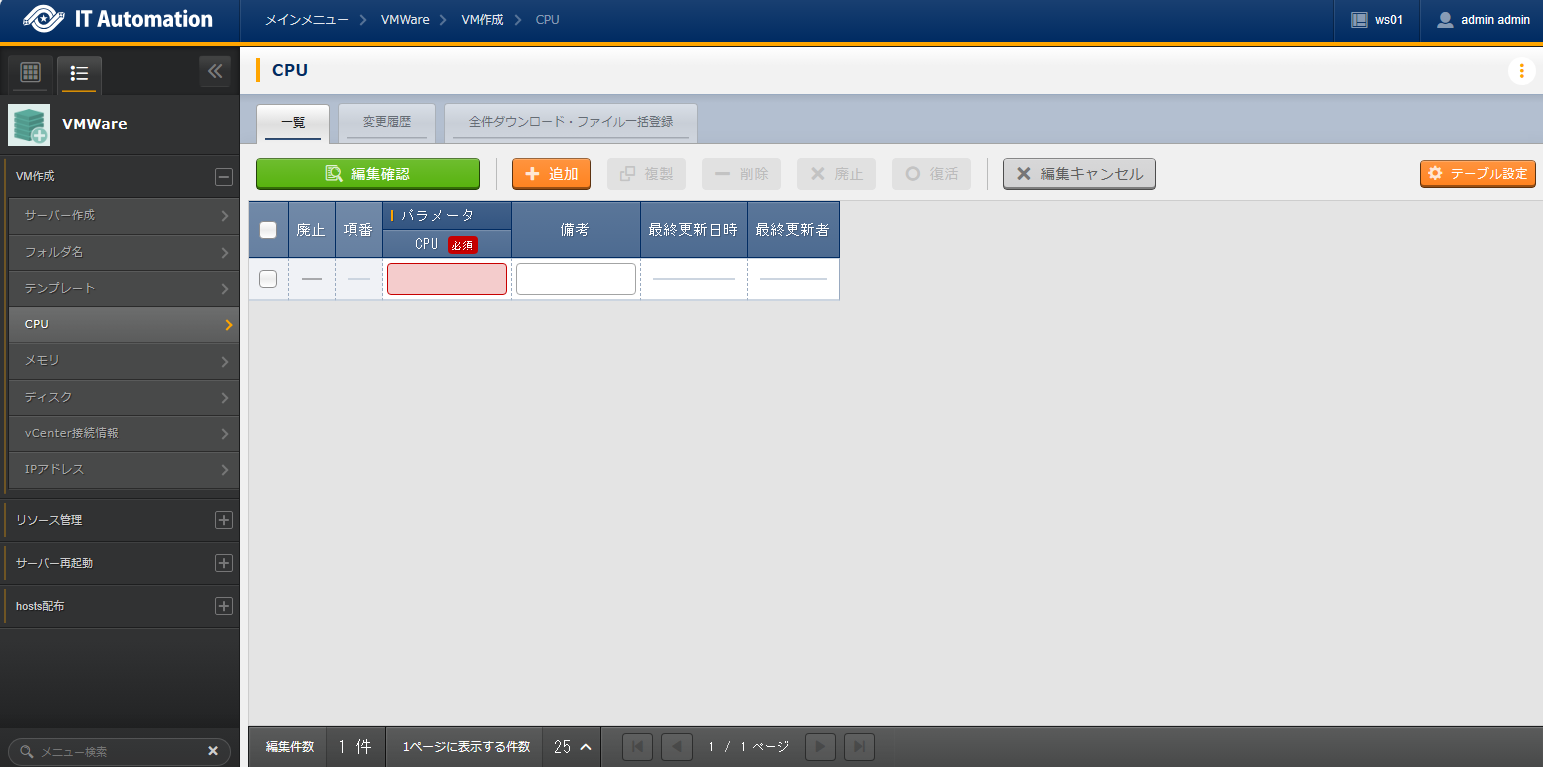 IT Automation
メインメニュー > VMWare > VM作成 > CPU
ws01
admin admin
VMWare
VM作成
サーバー作成
フォルダ名
テンプレート
CPU
メモリ
ディスク
vCenter接続情報
IPアドレス
リソース管理
サーバー再起動
hosts配布
メニュー検索
CPU
一覧 変更履歴 全件ダウンロード・ファイル一括登録
編集確認 追加 複製 削除 廃止 復活 編集キャンセル テーブル設定
廃止 項番 パラメータ 備考 最終更新日時 最終更新者
CPU 必須
編集件数 1 件 1ページに表示する件数 25 1 / 1 ページ